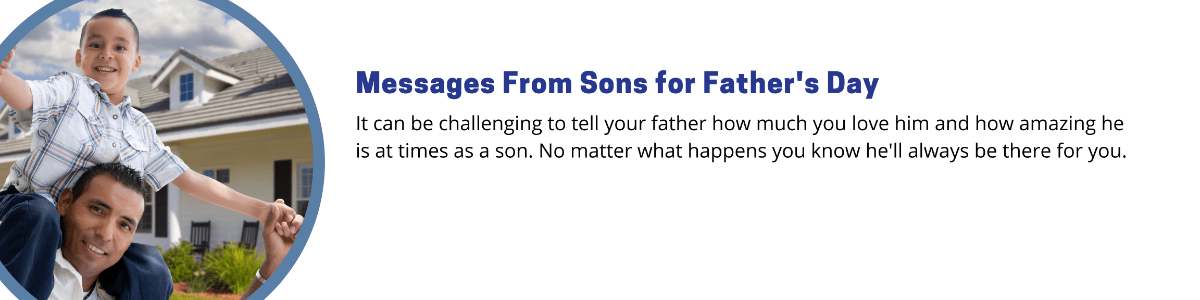 Messages From Sons for Father's Day
It can be challenging to tell your father how much you love him and how amazing he
is at times as a son. No matter what happens you know he'll always be there for you.